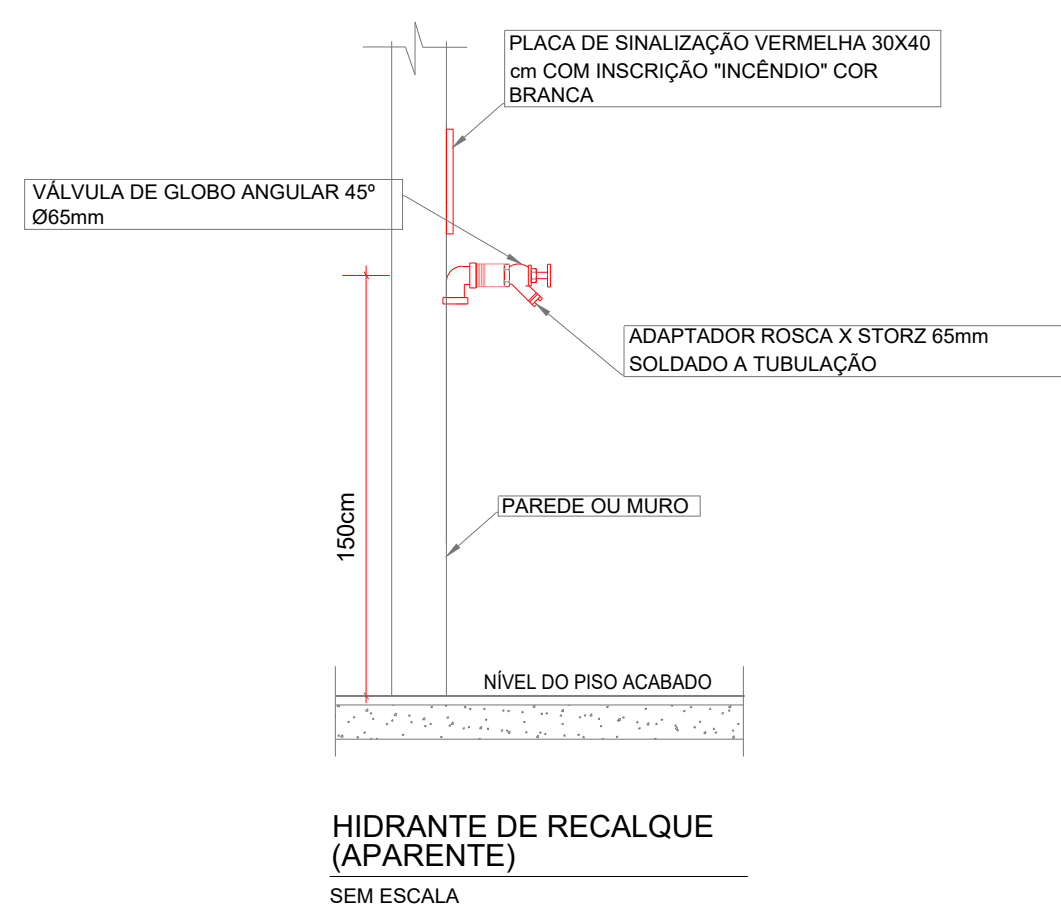 PLACA DE SINALIZAÇÃO VERMELHA 30X40
cm COM INSCRIÇÃO "INCÊNDIO" COR
BRANCA
VÁLVULA DE GLOBO ANGULAR 45º
Ø65mm
ADAPTADOR ROSCA X STORZ 65mm
SOLDADO A TUBULAÇÃO
150cm
PAREDE OU MURO
NÍVEL DO PISO ACABADO
HIDRANTE DE RECALQUE
(APARENTE)
SEM ESCALA